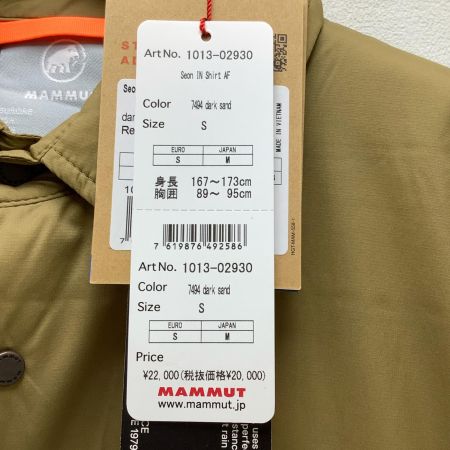 Art No. 1013-02930
Seon IN Shirt AF
Color 7494 dark sand
Size S
EURO JAPAN
S M
身長 167～173cm
胸囲 89～ 95cm
7 619876 492586
Art No. 1013-02930
Color 7494 dark sand
Size S
EURO JAPAN
S M
Price
¥22,000(税抜価格¥20,000)
MAMMUT
www.mammut.jp
MAMMUT
MADE IN VIETNAM